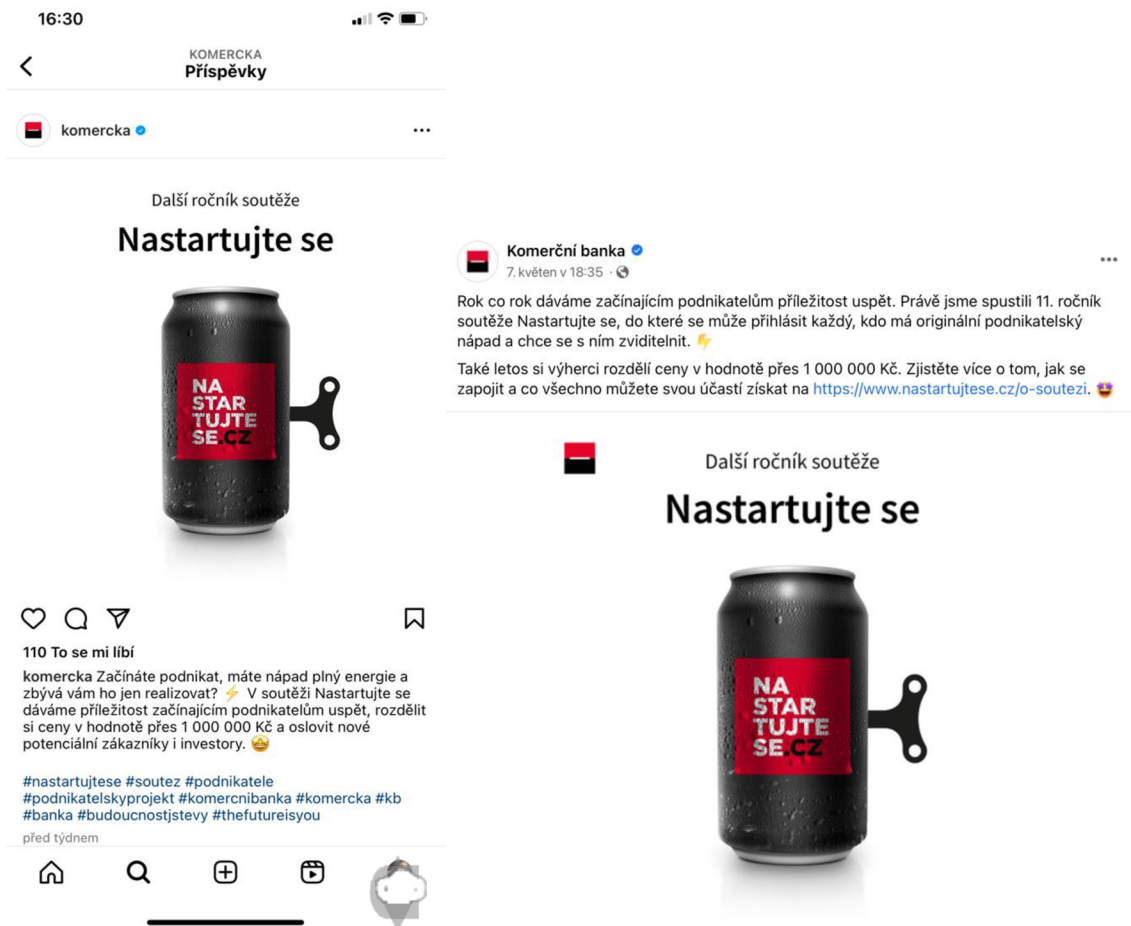 16:30
KOMERCKA
Příspěvky
komercka
Další ročník soutěže
Nastartujte se
NA
STAR
TUJTE
SE.CZ
110 To se mi líbí
komercka Začínáte podnikat, máte nápad plný energie a
zbývá vám ho jen realizovat? ⚡ V soutěži Nastartujte se
dáváme příležitost začínajícím podnikatelům uspět, rozdělit
si ceny v hodnotě přes 1 000 000 Kč a oslovit nové
potenciální zákazníky i investory. 🤩
#nastartujtese #soutez #podnikatele
#podnikatelskyprojekt #komercnibanka #komercka #kb
#banka #budoucnostjstevy #thefutureisyou
před týdnem
Komerční banka
7. květen v 18:35 ·
Rok co rok dáváme začínajícím podnikatelům příležitost uspět. Právě jsme spustili 11. ročník
soutěže Nastartujte se, do které se může přihlásit každý, kdo má originální podnikatelský
nápad a chce se s ním zviditelnit. ⚡
Také letos si výherci rozdělí ceny v hodnotě přes 1 000 000 Kč. Zjistěte více o tom, jak se
zapojit a co všechno můžete svou účastí získat na https://www.nastartujtese.cz/o-soutezi. 🤩
Další ročník soutěže
Nastartujte se
NA
STAR
TUJTE
SE.CZ